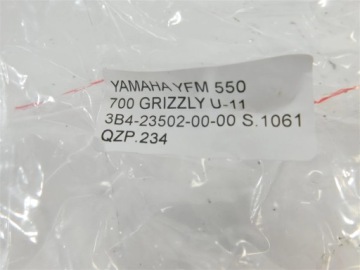 YAMAHA YFM 550
700 GRIZZLY U-11
3B4-23502-00-00 S.1061
QZP.234